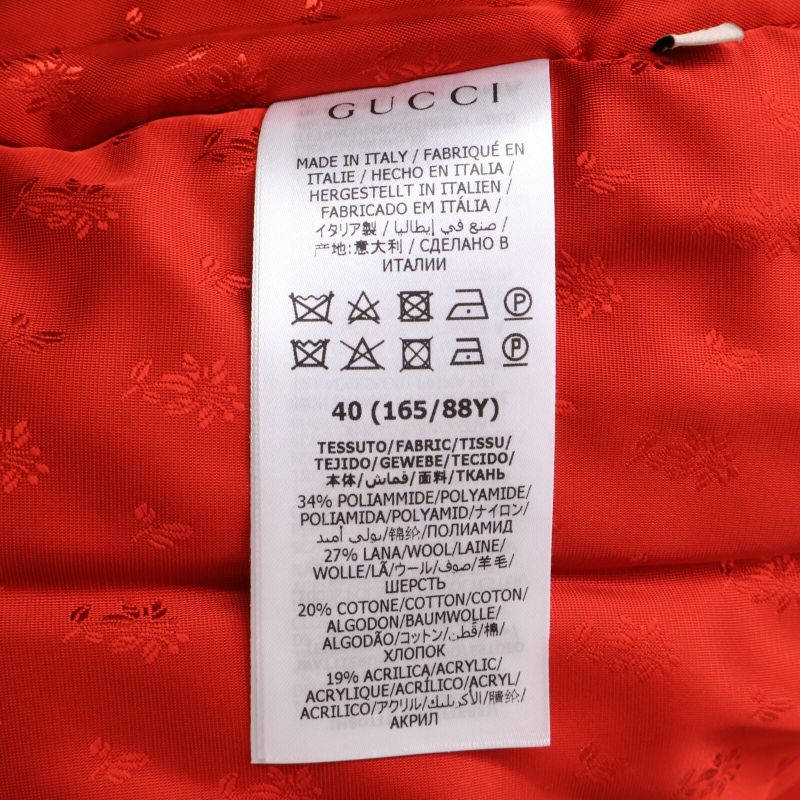 GUCCI
MADE IN ITALY / FABRIQUÉ EN
ITALIE / HECHO EN ITALIA /
HERGESTELLT IN ITALIEN /
FABRICADO EM ITÁLIA /
イタリア製 / صنع في إيطاليا /
产地:意大利 / СДЕЛАНО В
ИТАЛИИ
P
P
40 (165/88Y)
TESSUTO/FABRIC/TISSU/
TEJIDO/GEWEBE/TECIDO/
本体/قماش/面料/ТКАНЬ
34% POLIAMMIDE/POLYAMIDE/
POLIAMIDA/POLYAMID/ナイロン/
بولي أميد/锦纶/ПОЛИАМИД
27% LANA/WOOL/LAINE/
WOLLE/LÃ/ウール/صوف/羊毛/
ШЕРСТЬ
20% COTONE/COTTON/COTON/
ALGODON/BAUMWOLLE/
ALGODÃO/コットン/قطن/棉/
ХЛОПОК
19% ACRILICA/ACRYLIC/
ACRYLIQUE/ACRÍLICO/ACRYL/
ACRILICO/アクリル/الأكريليك/腈纶/
АКРИЛ